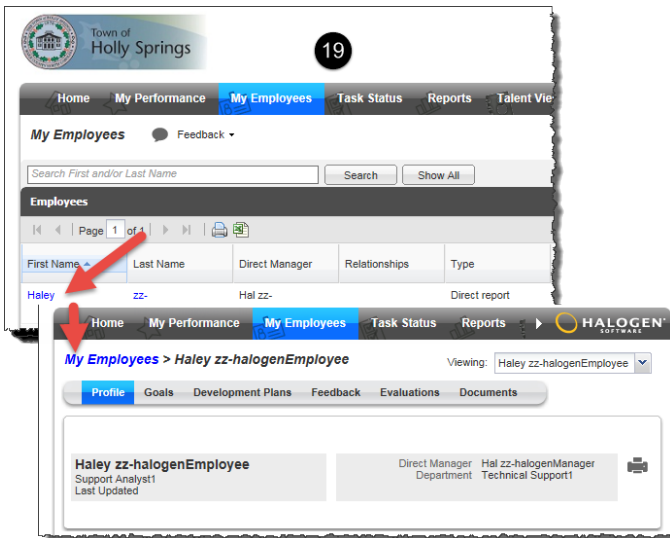 Town of
Holly Springs
19
Home My Performance My Employees Task Status Reports Talent Vie
My Employees Feedback
Search First and/or Last Name Search Show All
Employees
Page 1 of 1
First Name Last Name Direct Manager Relationships Type
Haley zz- Hal zz- Direct report
Home My Performance My Employees Task Status Reports HALOGEN
SOFTWARE
My Employees > Haley zz-halogenEmployee Viewing: Haley zz-halogenEmployee
Profile Goals Development Plans Feedback Evaluations Documents
Haley zz-halogenEmployee Direct Manager Hal zz-halogenManager
Support Analyst1 Department Technical Support1
Last Updated